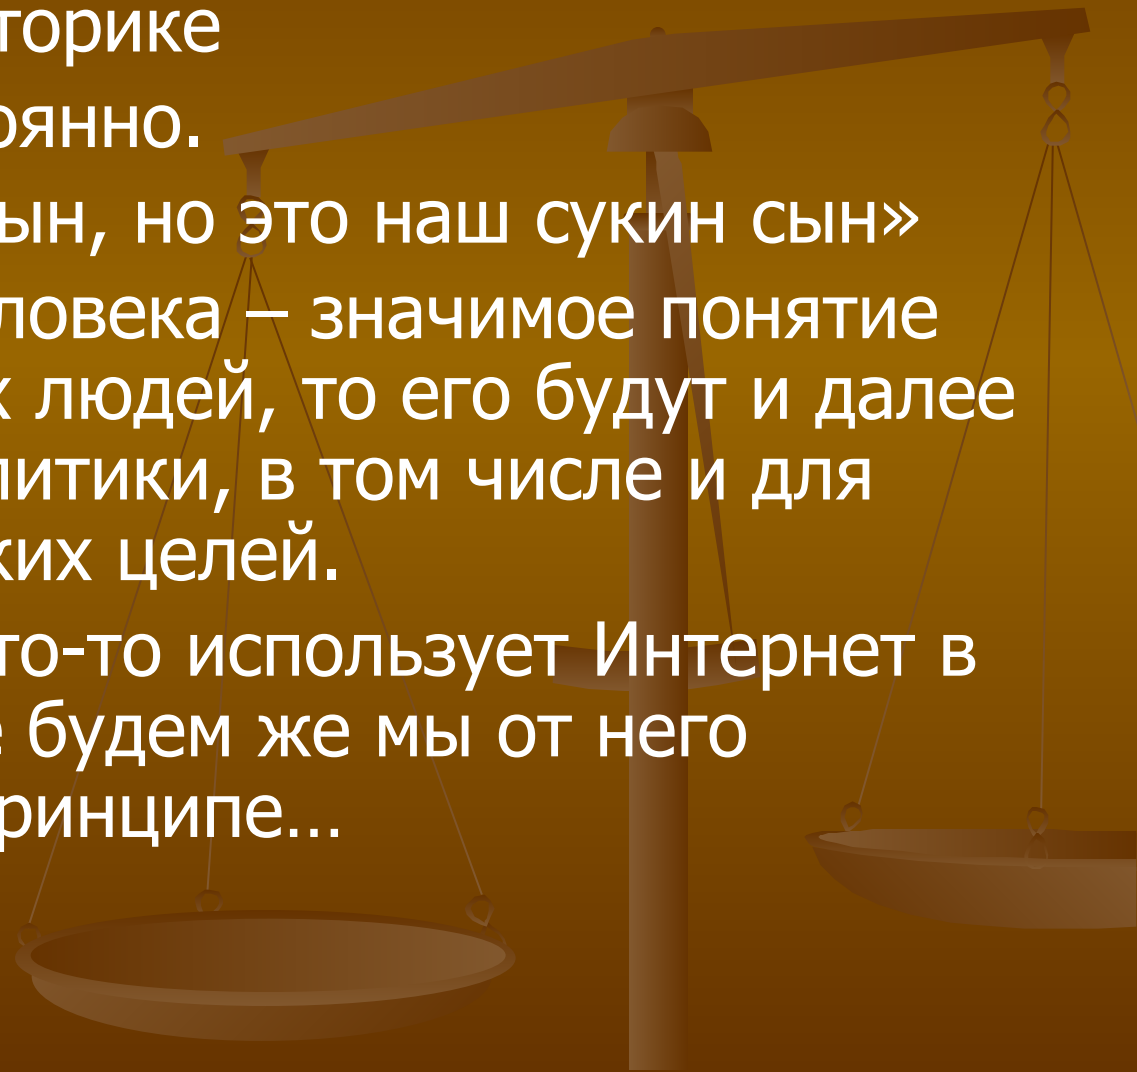 торике
оянно.
ын, но это наш сукин сын»
ловека – значимое понятие
х людей, то его будут и далее
литики, в том числе и для
ких целей.
то-то использует Интернет в
е будем же мы от него
ринципе…